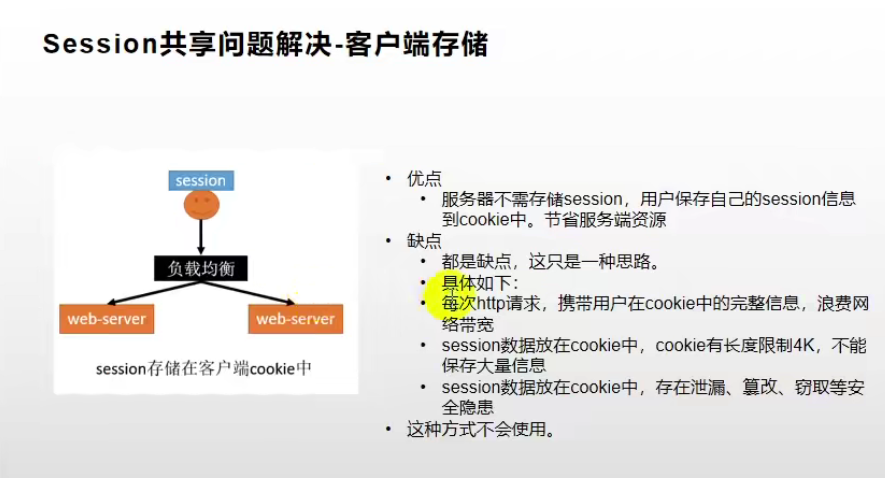 Session共享问题解决-客户端存储
session
负载均衡
web-server
web-server
session存储在客户端cookie中
• 优点
• 服务器不需存储session，用户保存自己的session信息
到cookie中。节省服务端资源
• 缺点
• 都是缺点，这只是一种思路。
• 具体如下：
• 每次http请求，携带用户在cookie中的完整信息，浪费网
络带宽
• session数据放在cookie中，cookie有长度限制4K，不能
保存大量信息
• session数据放在cookie中，存在泄漏、篡改、窃取等安
全隐患
• 这种方式不会使用。